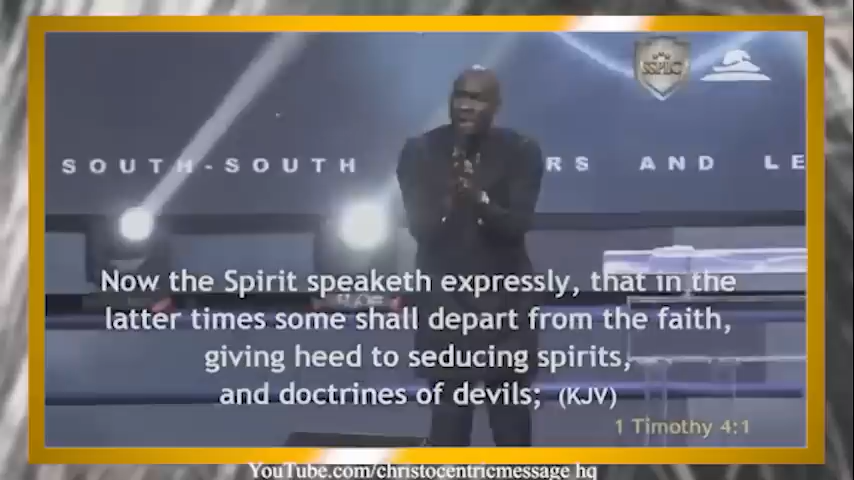 SSPLC
SOUTH-SOUTH RS AND LE
Now the Spirit speaketh expressly, that in the
latter times some shall depart from the faith,
giving heed to seducing spirits,
and doctrines of devils; (KJV)
1 Timothy 4:1
YouTube.com/christocentricmessage hq